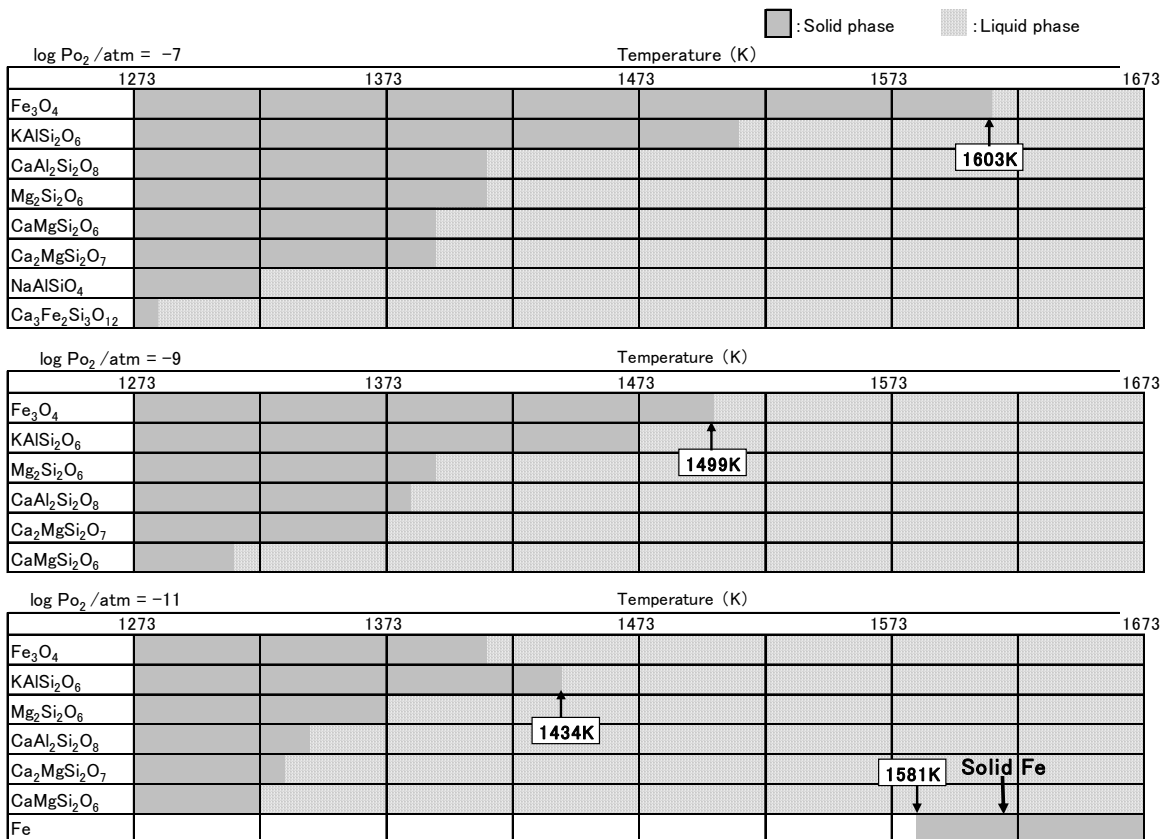 : Solid phase : Liquid phase
log Po₂ /atm = −7 Temperature (K)
1273 1373 1473 1573 1673
Fe₃O₄
KAlSi₂O₆
CaAl₂Si₂O₈
1603K
Mg₂Si₂O₆
CaMgSi₂O₆
Ca₂MgSi₂O₇
NaAlSiO₄
Ca₃Fe₂Si₃O₁₂
log Po₂ /atm = −9 Temperature (K)
1273 1373 1473 1573 1673
Fe₃O₄
KAlSi₂O₆
1499K
Mg₂Si₂O₆
CaAl₂Si₂O₈
Ca₂MgSi₂O₇
CaMgSi₂O₆
log Po₂ /atm = −11 Temperature (K)
1273 1373 1473 1573 1673
Fe₃O₄
KAlSi₂O₆
Mg₂Si₂O₆
1434K
CaAl₂Si₂O₈
Ca₂MgSi₂O₇ 1581K Solid Fe
CaMgSi₂O₆
Fe